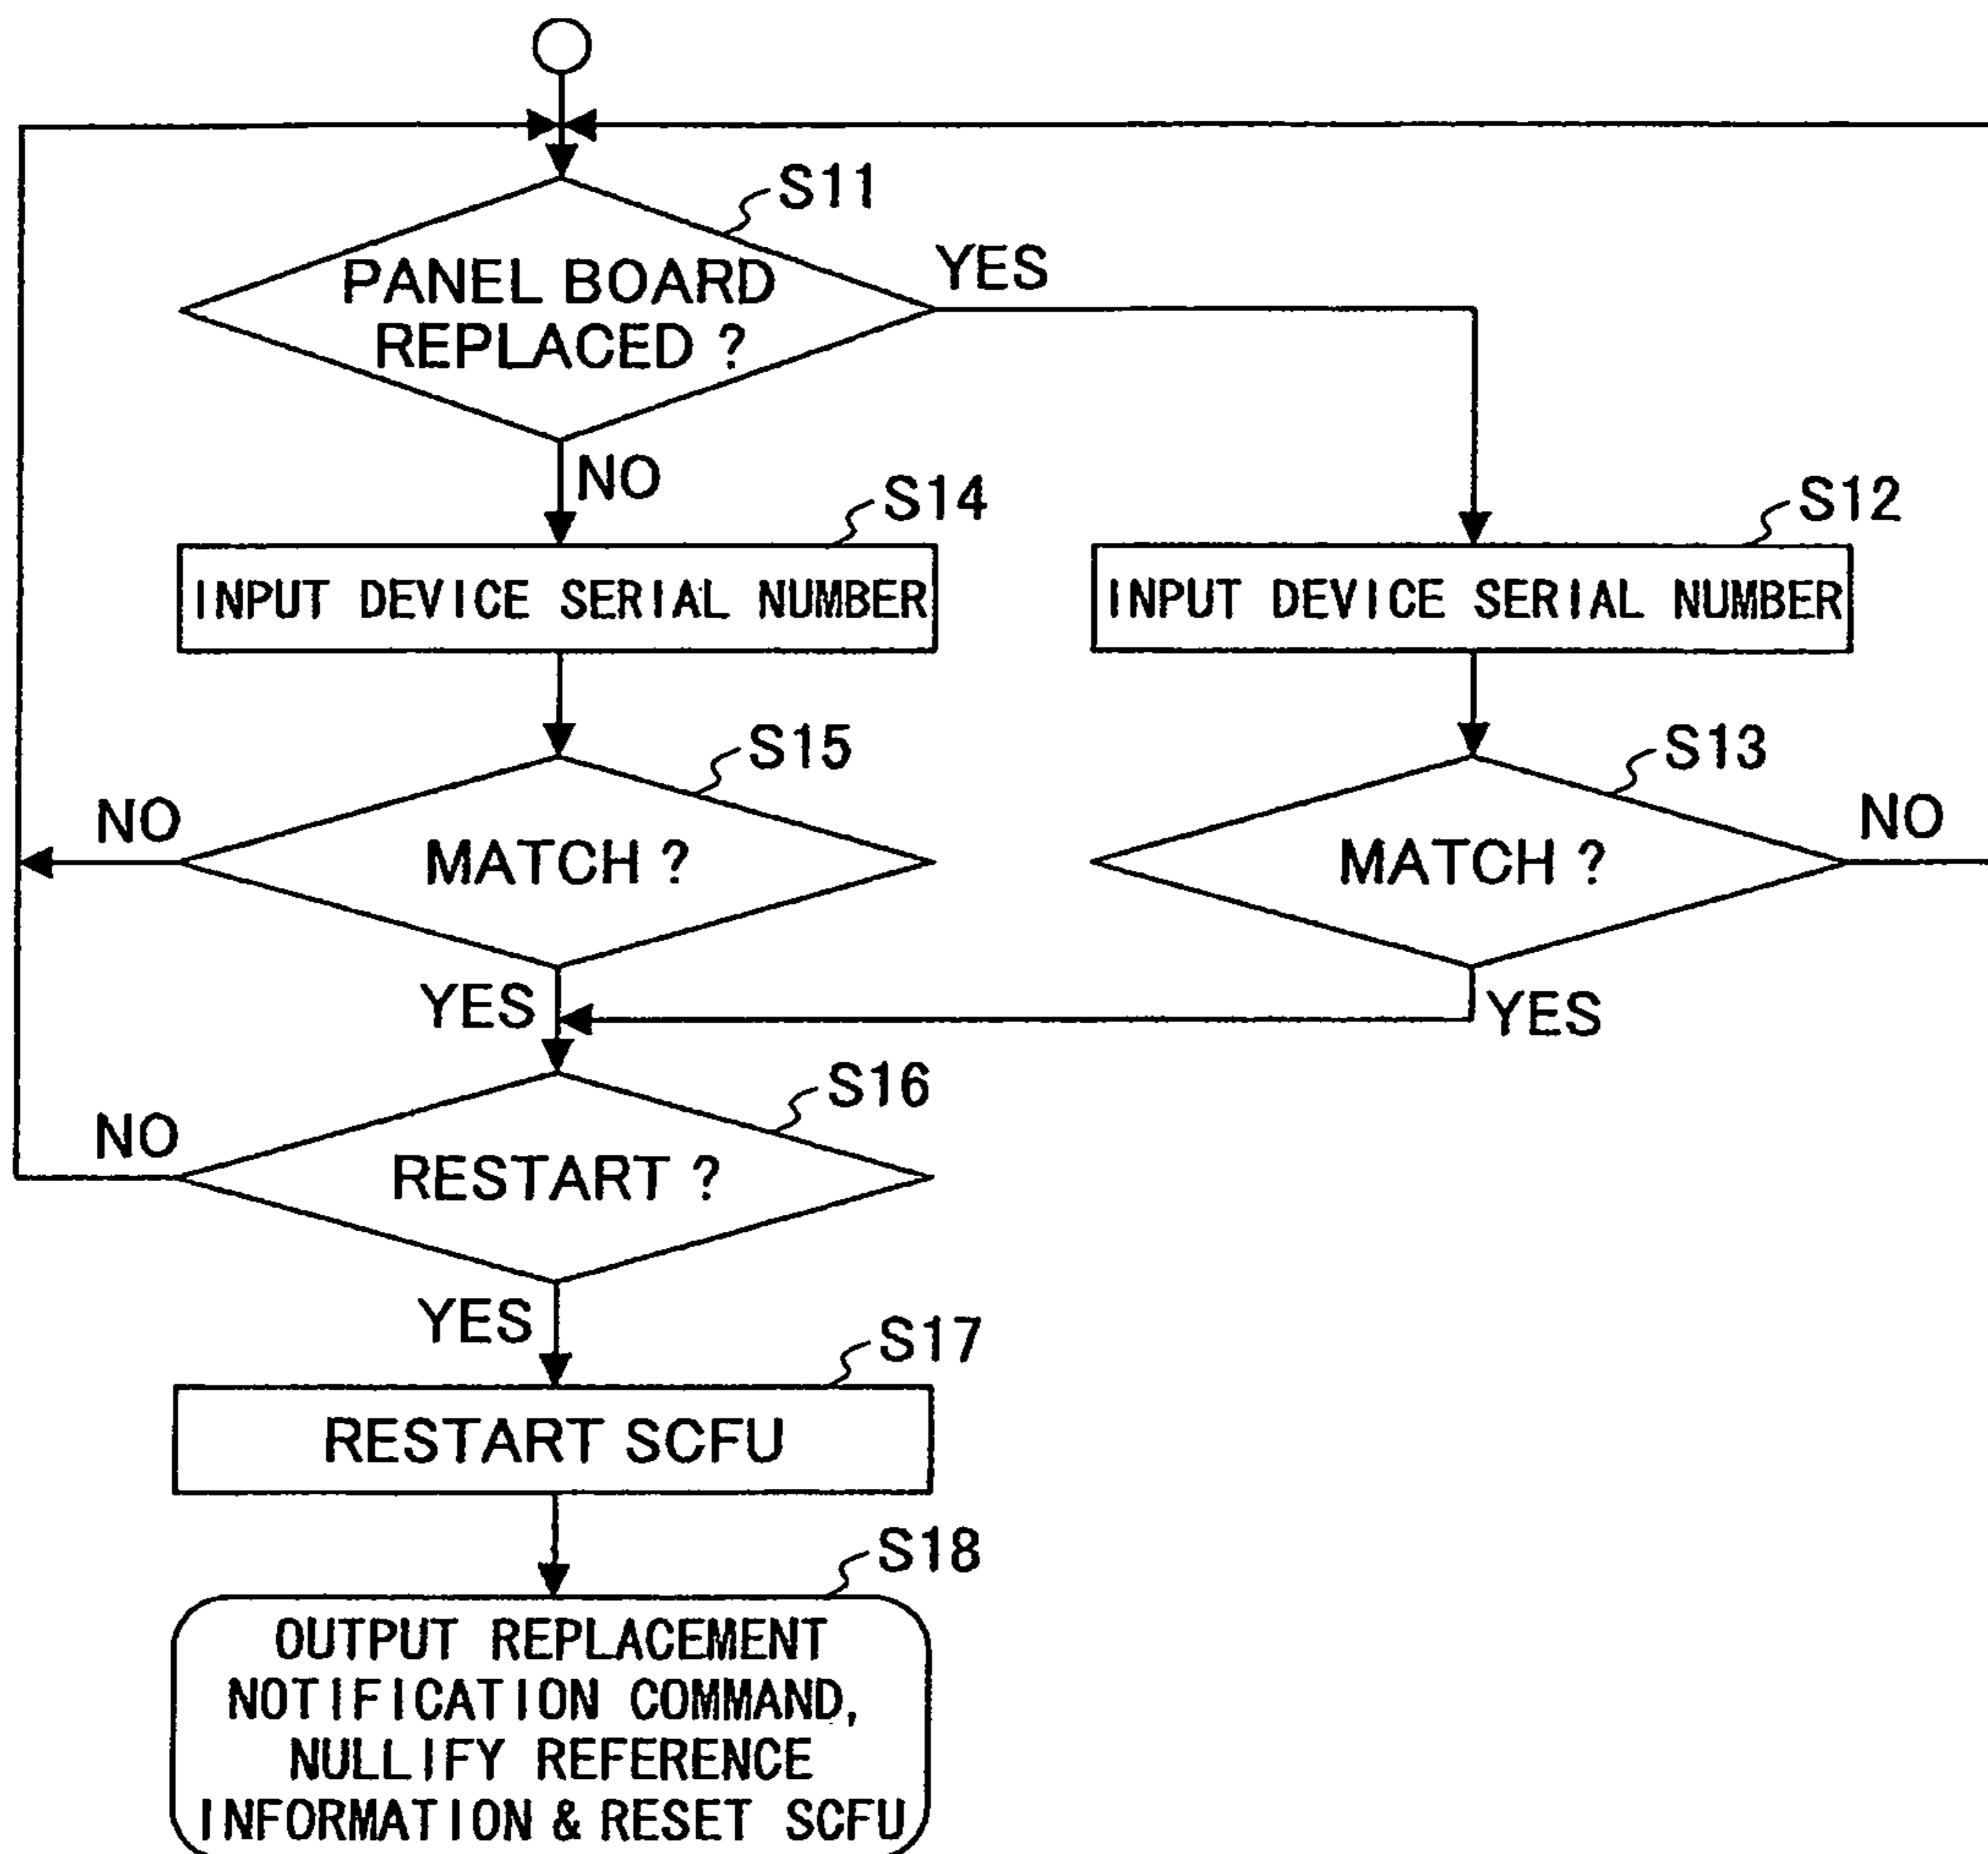 S11
PANEL BOARD
REPLACED ?
YES
NO
S14
S12
INPUT DEVICE SERIAL NUMBER
INPUT DEVICE SERIAL NUMBER
S15
S13
NO
MATCH ?
MATCH ?
NO
YES
YES
S16
NO
RESTART ?
YES
S17
RESTART SCFU
S18
OUTPUT REPLACEMENT
NOTIFICATION COMMAND,
NULLIFY REFERENCE
INFORMATION & RESET SCFU